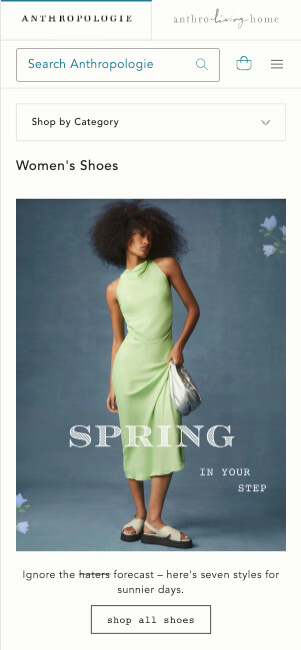 ANTHROPOLOGIE
anthro living home
Search Anthropologie
Shop by Category
Women's Shoes
SPRING
IN YOUR
STEP
Ignore the haters forecast – here's seven styles for
sunnier days.
shop all shoes